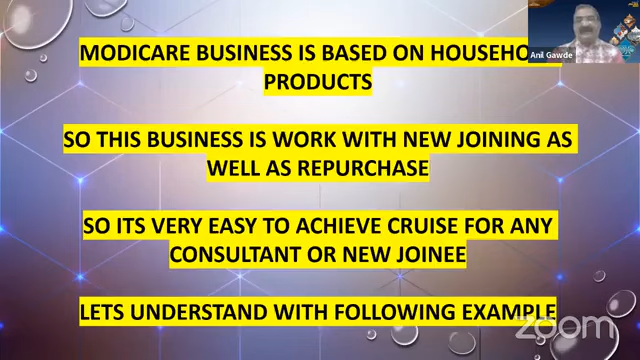 MODICARE BUSINESS IS BASED ON HOUSEHO
PRODUCTS
SO THIS BUSINESS IS WORK WITH NEW JOINING AS
WELL AS REPURCHASE
SO ITS VERY EASY TO ACHIEVE CRUISE FOR ANY
CONSULTANT OR NEW JOINEE
LETS UNDERSTAND WITH FOLLOWING EXAMPLE
Anil Gawde
zoom